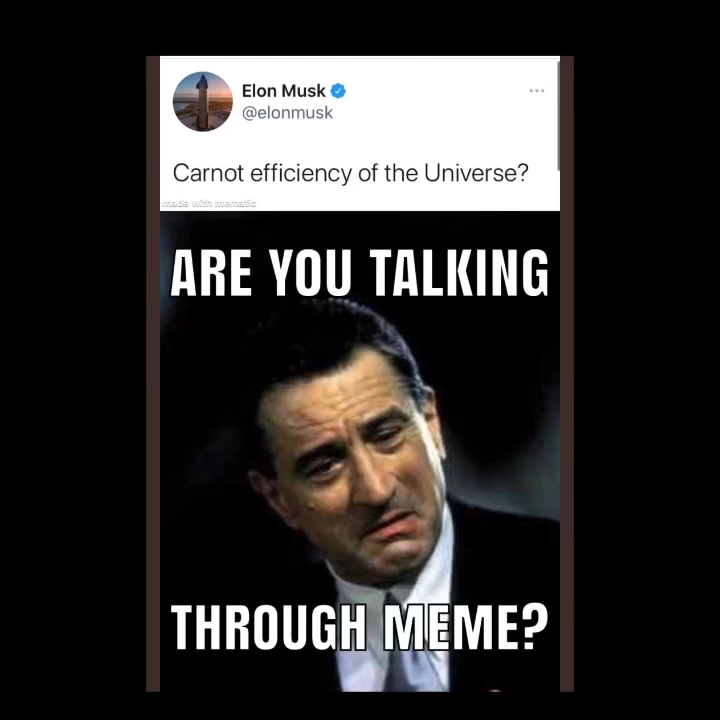 Elon Musk
@elonmusk
Carnot efficiency of the Universe?
made with mematic
ARE YOU TALKING
THROUGH MEME?